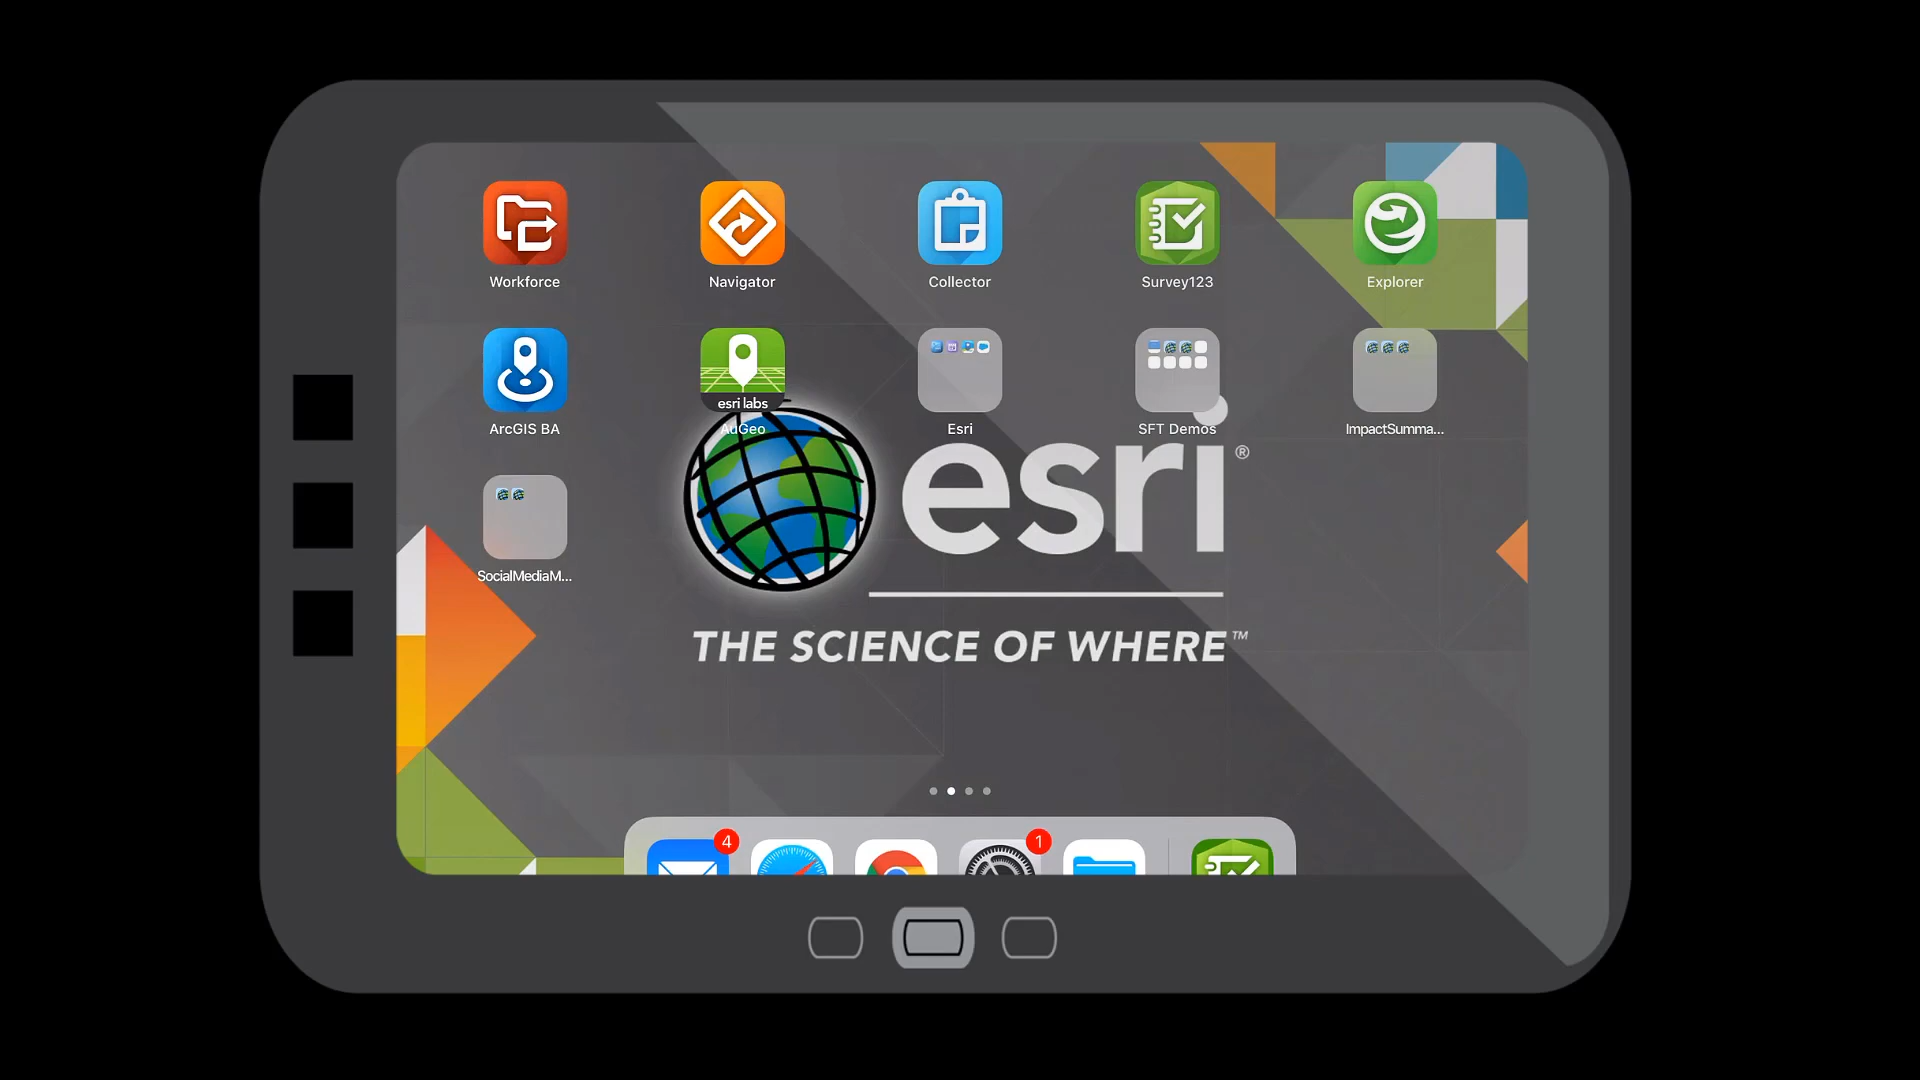 Workforce
Navigator
Collector
Survey123
Explorer
ArcGIS BA
esri labs
AuGeo
Esri
SFT Demos
ImpactSumma...
SocialMediaM...
esri®
THE SCIENCE OF WHERE™
4
1